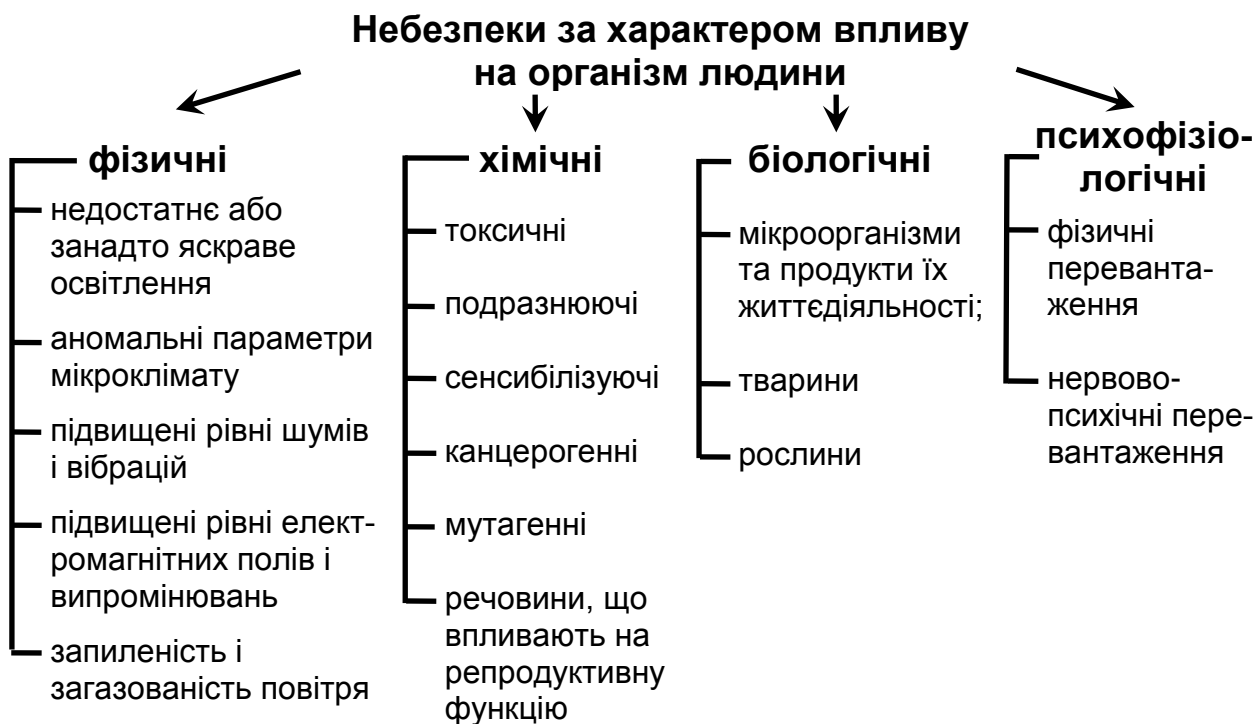 Небезпеки за характером впливу
на організм людини
фізичні
недостатнє або
занадто яскраве
освітлення
аномальні параметри
мікроклімату
підвищені рівні шумів
і вібрацій
підвищені рівні елект-
ромагнітних полів і
випромінювань
запиленість і
загазованість повітря
хімічні
токсичні
подразнюючі
сенсибілізуючі
канцерогенні
мутагенні
речовини, що
впливають на
репродуктивну
функцію
біологічні
мікроорганізми
та продукти їх
життєдіяльності;
тварини
рослини
психофізіо-
логічні
фізичні
переванта-
ження
нервово-
психічні пере-
вантаження